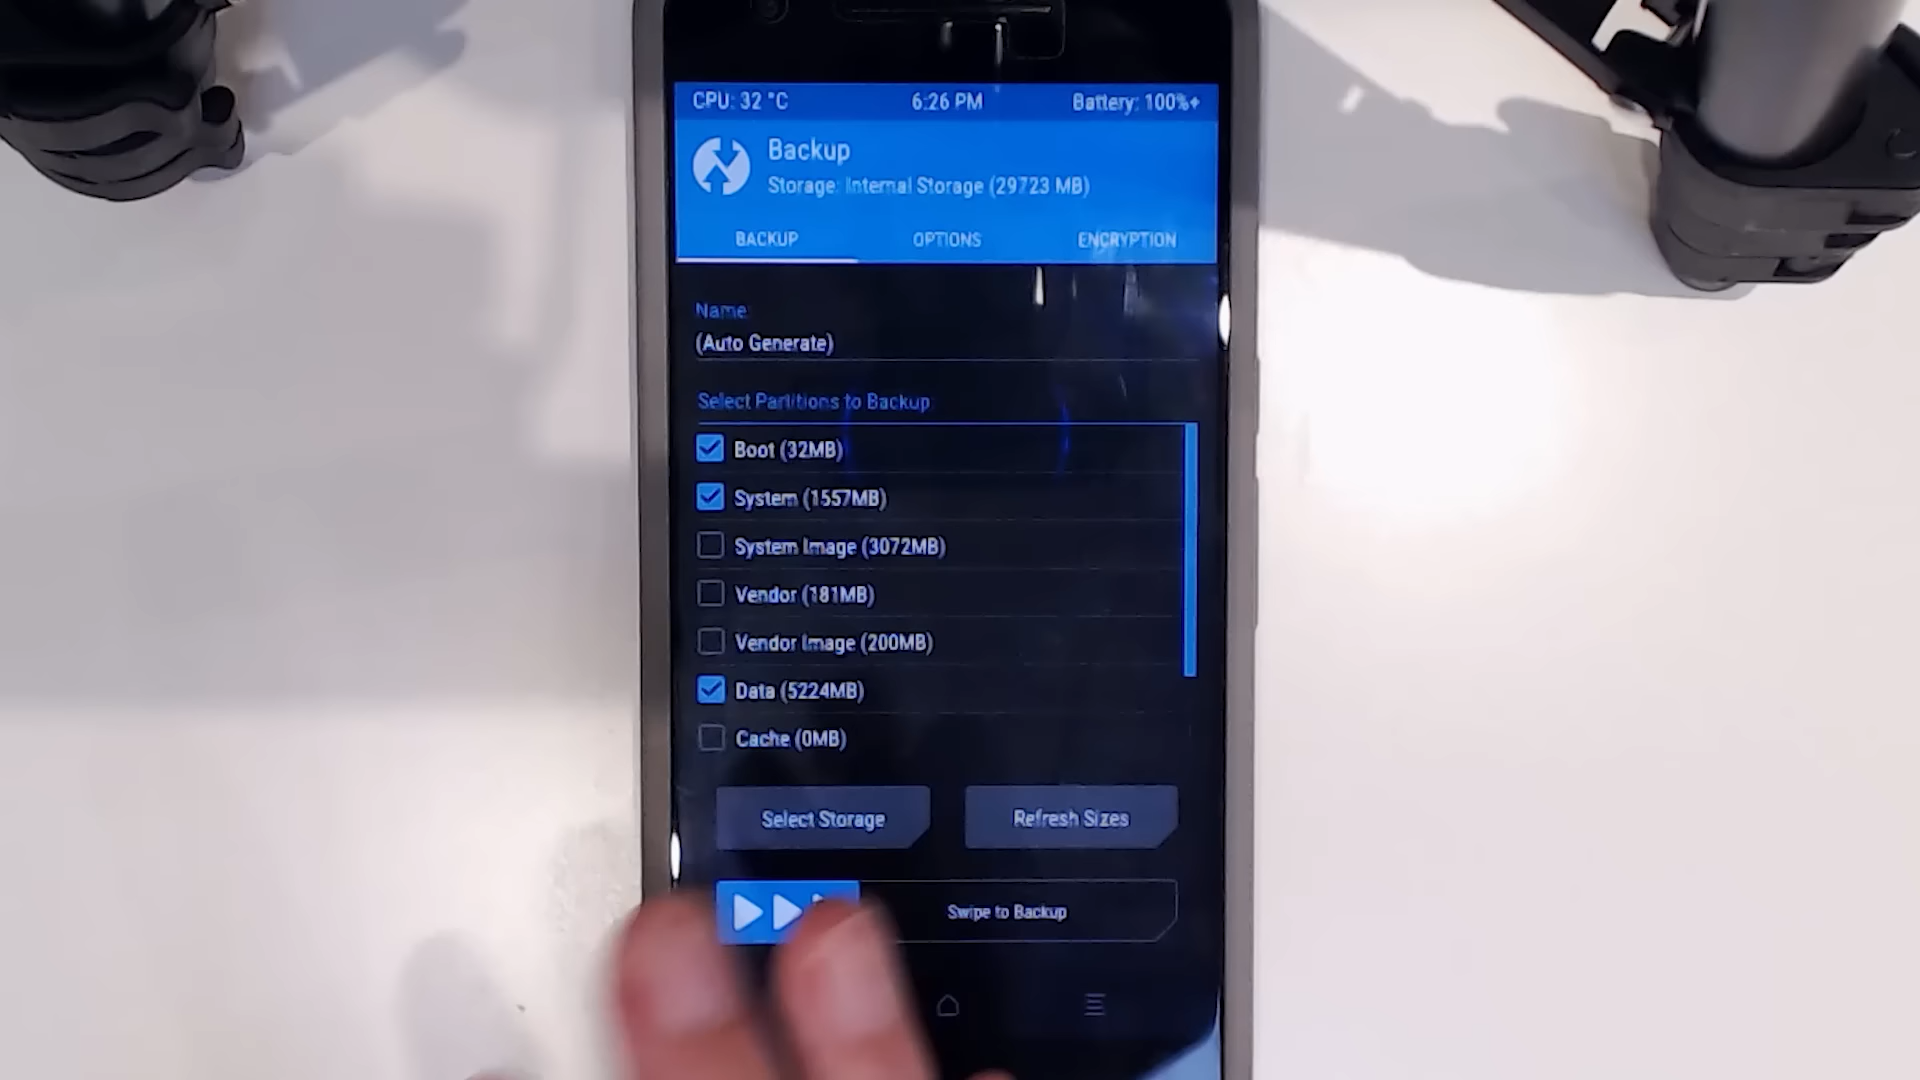 CPU: 32 °C 6:26 PM Battery: 100%+
Backup
Storage: Internal Storage (29723 MB)
BACKUP OPTIONS ENCRYPTION
Name
(Auto Generate)
Select Partitions to Backup:
Boot (32MB)
System (1557MB)
System Image (3072MB)
Vendor (181MB)
Vendor Image (200MB)
Data (5224MB)
Cache (0MB)
Select Storage Refresh Sizes
Swipe to Backup